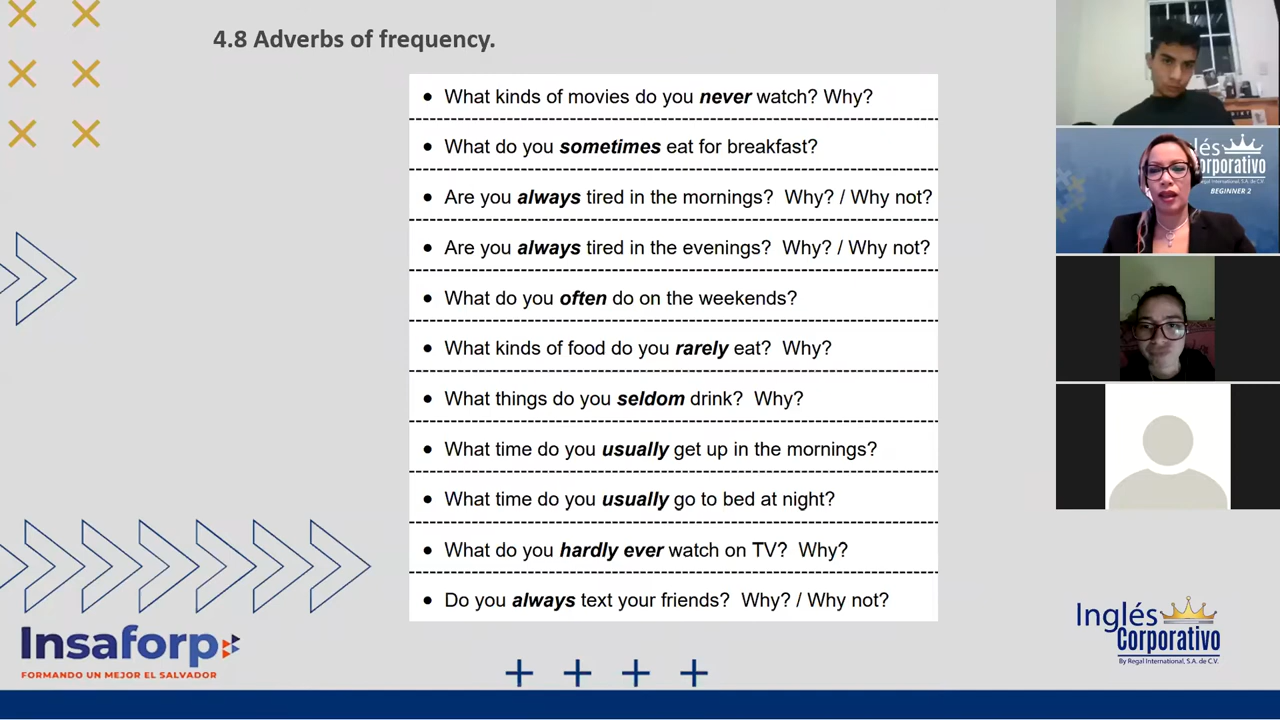 4.8 Adverbs of frequency.
• What kinds of movies do you never watch? Why?
• What do you sometimes eat for breakfast?
• Are you always tired in the mornings? Why? / Why not?
• Are you always tired in the evenings? Why? / Why not?
• What do you often do on the weekends?
• What kinds of food do you rarely eat? Why?
• What things do you seldom drink? Why?
• What time do you usually get up in the mornings?
• What time do you usually go to bed at night?
• What do you hardly ever watch on TV? Why?
• Do you always text your friends? Why? / Why not?
Insaforp
FORMANDO UN MEJOR EL SALVADOR
Inglés
Corporativo
By Regal International, S.A. de C.V.
lés
orporativo
By Regal International, S.A. de C.V.
BEGINNER 2